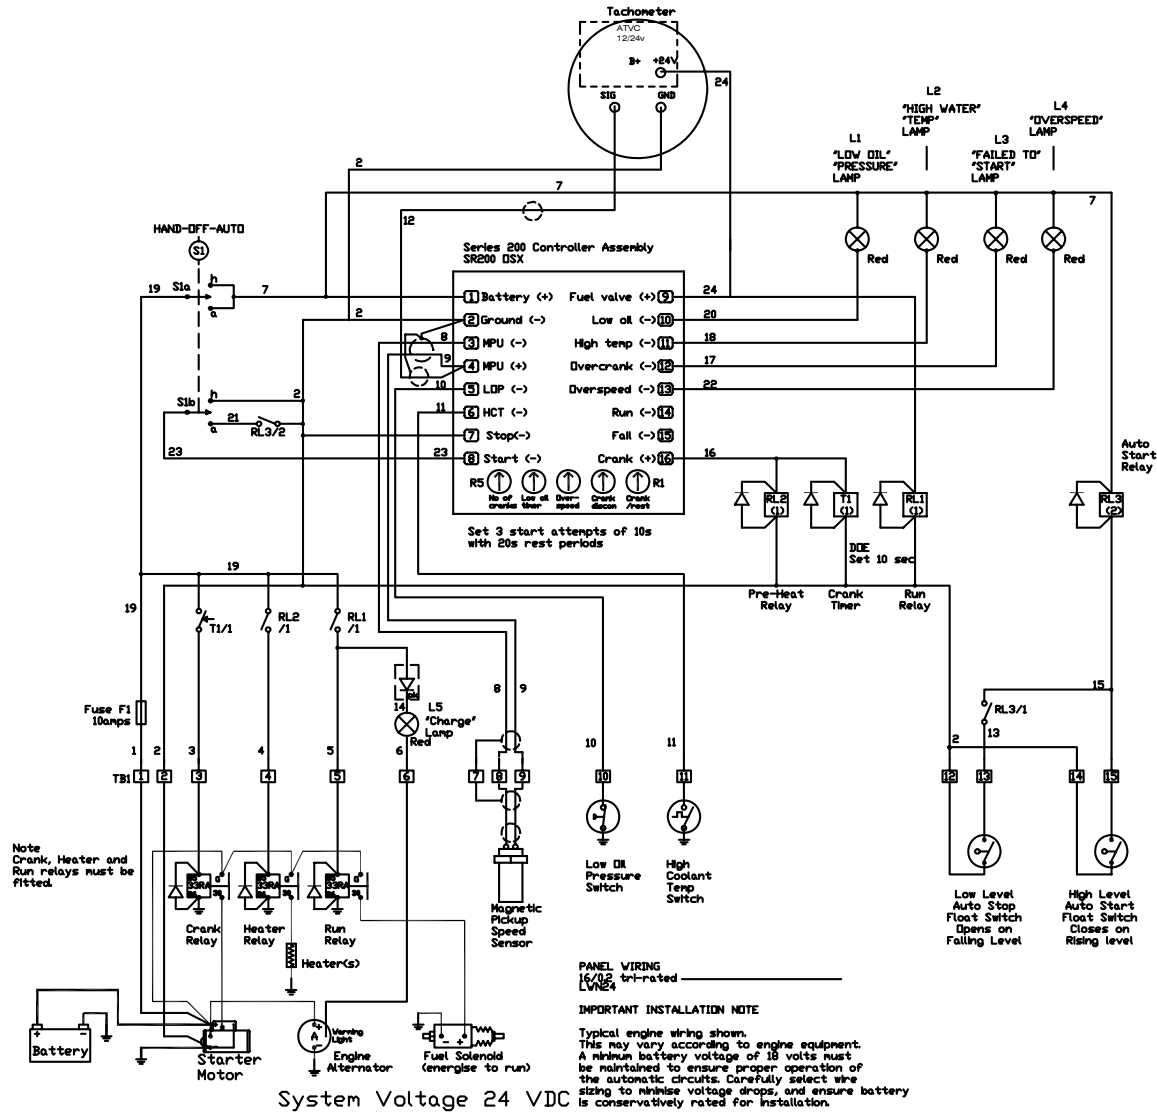 Tachometer
ATVC
12/24v
B+ +24V
SIG GND
24
2
7
12
L1
"LOW OIL"
"PRESSURE"
LAMP
L2
"HIGH WATER"
"TEMP"
LAMP
L3
"FAILED TO"
"START"
LAMP
L4
"OVERSPEED"
LAMP
7
Red
Red
Red
Red
HAND-OFF-AUTO
S1
19
S1a
h
a
7
2
S1b
h
a
2
21
RL3/2
23
Series 200 Controller Assembly
SR200 DSX
1 Battery (+)
2 Ground (-)
3 MPU (-)
4 MPU (+)
5 LOP (-)
6 HCT (-)
7 Stop(-)
8 Start (-)
8
9
10
11
23
Fuel valve (+) 9
Low oil (-) 10
High temp (-) 11
Overcrank (-) 12
Overspeed (-) 13
Run (-) 14
Fail (-) 15
Crank (+) 16
24
20
18
17
22
16
R5
R1
No of
cranks
Low oil
timer
Over-
speed
Crank
discon
Crank
/rest
Set 3 start attempts of 10s
with 20s rest periods
RL2
(1)
T1
(1)
RL1
(1)
DOE
Set 10 sec
Pre-Heat
Relay
Crank
Timer
Run
Relay
Auto
Start
Relay
RL3
(2)
19
19
T1/1
RL2
/1
RL1
/1
Fuse F1
10amps
14
L5
"Charge"
Lamp
Red
8
9
10
11
15
RL3/1
13
2
1
2
3
4
5
6
TB1
1
2
3
4
5
6
7
8
9
10
11
12
13
14
15
Note
Crank, Heater and
Run relays must be
fitted.
33RA
33RA
33RA
Crank
Relay
Heater
Relay
Run
Relay
Heater(s)
Magnetic
Pickup
Speed
Sensor
Low Oil
Pressure
Switch
High
Coolant
Temp
Switch
Low Level
Auto Stop
Float Switch
Opens on
Falling Level
High Level
Auto Start
Float Switch
Closes on
Rising level
Battery
+ -
Starter
Motor
A
+
-
Warning
Light
Engine
Alternator
- +
Fuel Solenoid
(energise to run)
PANEL WIRING
16/0.2 tri-rated
LWN24
IMPORTANT INSTALLATION NOTE
Typical engine wiring shown.
This may vary according to engine equipment.
A minimum battery voltage of 18 volts must
be maintained to ensure proper operation of
the automatic circuits. Carefully select wire
sizing to minimise voltage drops, and ensure battery
is conservatively rated for installation.
System Voltage 24 VDC